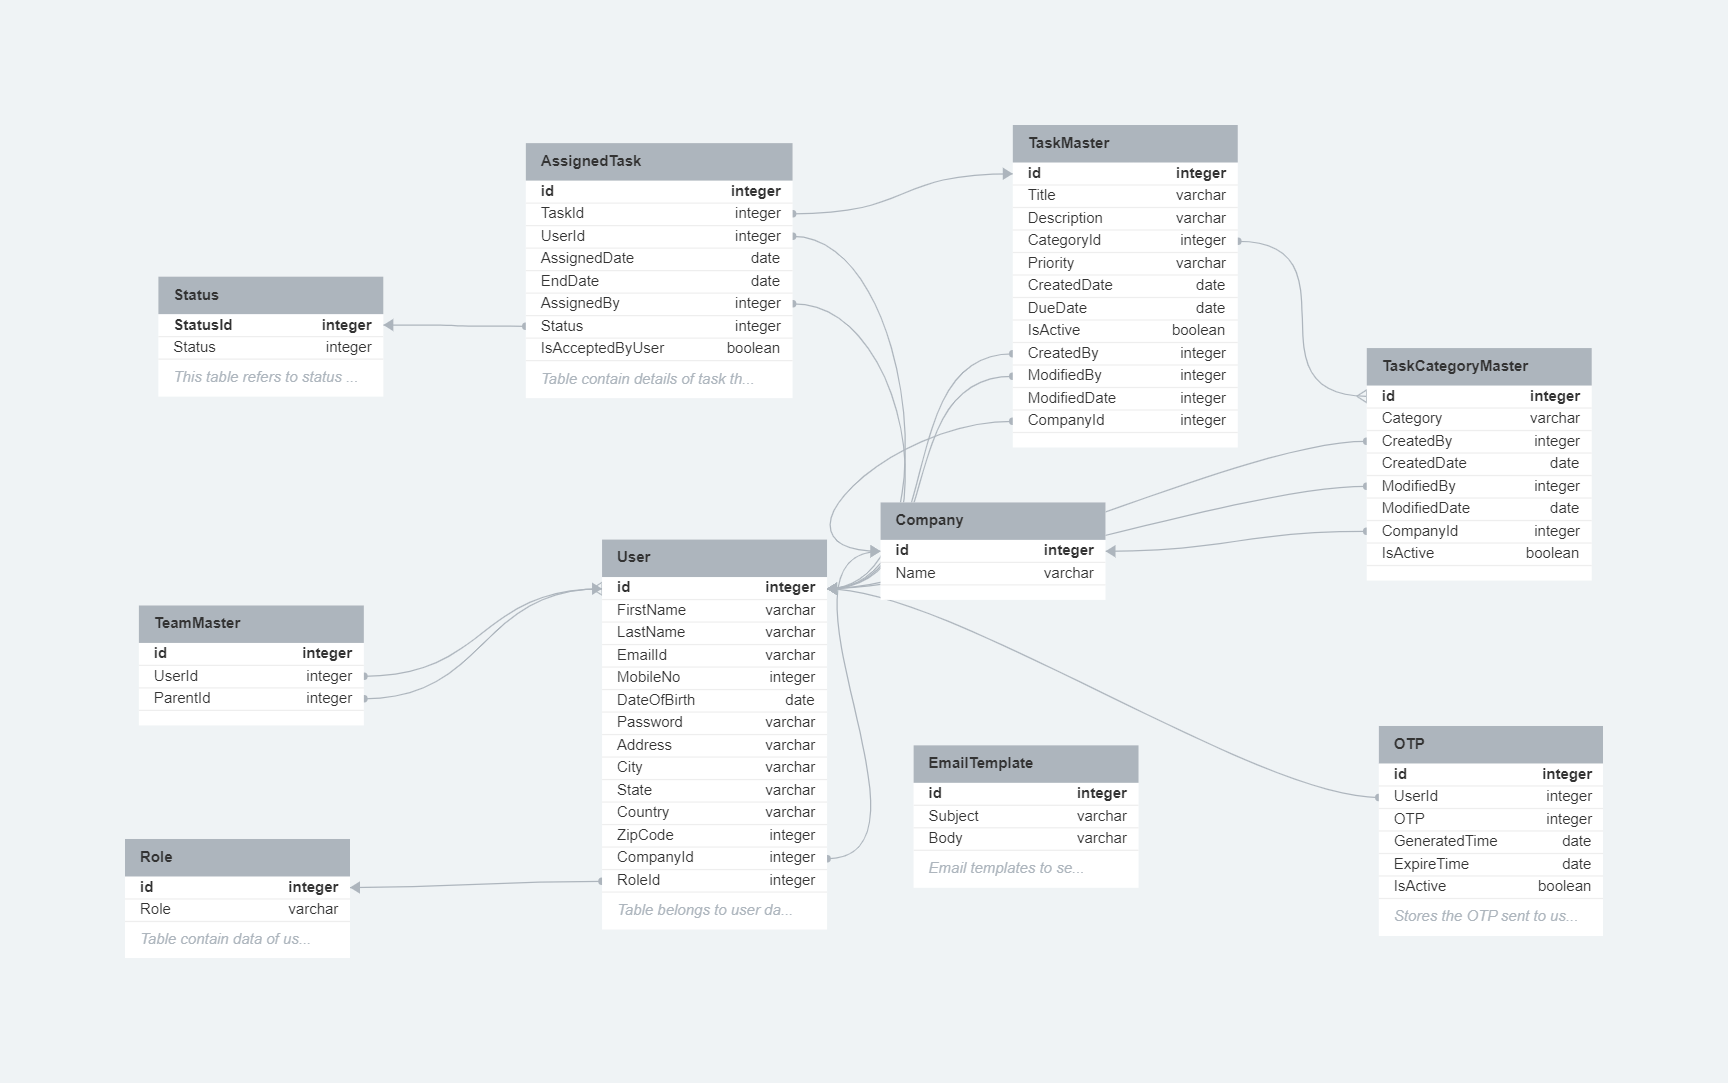 TaskMaster
id integer
Title varchar
Description varchar
CategoryId integer
Priority varchar
CreatedDate date
DueDate date
IsActive boolean
CreatedBy integer
ModifiedBy integer
ModifiedDate integer
CompanyId integer
AssignedTask
id integer
TaskId integer
UserId integer
AssignedDate date
EndDate date
AssignedBy integer
Status integer
IsAcceptedByUser boolean
Table contain details of task th...
Status
StatusId integer
Status integer
This table refers to status ...
TaskCategoryMaster
id integer
Category varchar
CreatedBy integer
CreatedDate date
ModifiedBy integer
ModifiedDate date
CompanyId integer
IsActive boolean
Company
id integer
Name varchar
User
id integer
FirstName varchar
LastName varchar
EmailId varchar
MobileNo integer
DateOfBirth date
Password varchar
Address varchar
City varchar
State varchar
Country varchar
ZipCode integer
CompanyId integer
RoleId integer
Table belongs to user da...
TeamMaster
id integer
UserId integer
ParentId integer
EmailTemplate
id integer
Subject varchar
Body varchar
Email templates to se...
OTP
id integer
UserId integer
OTP integer
GeneratedTime date
ExpireTime date
IsActive boolean
Stores the OTP sent to us...
Role
id integer
Role varchar
Table contain data of us...